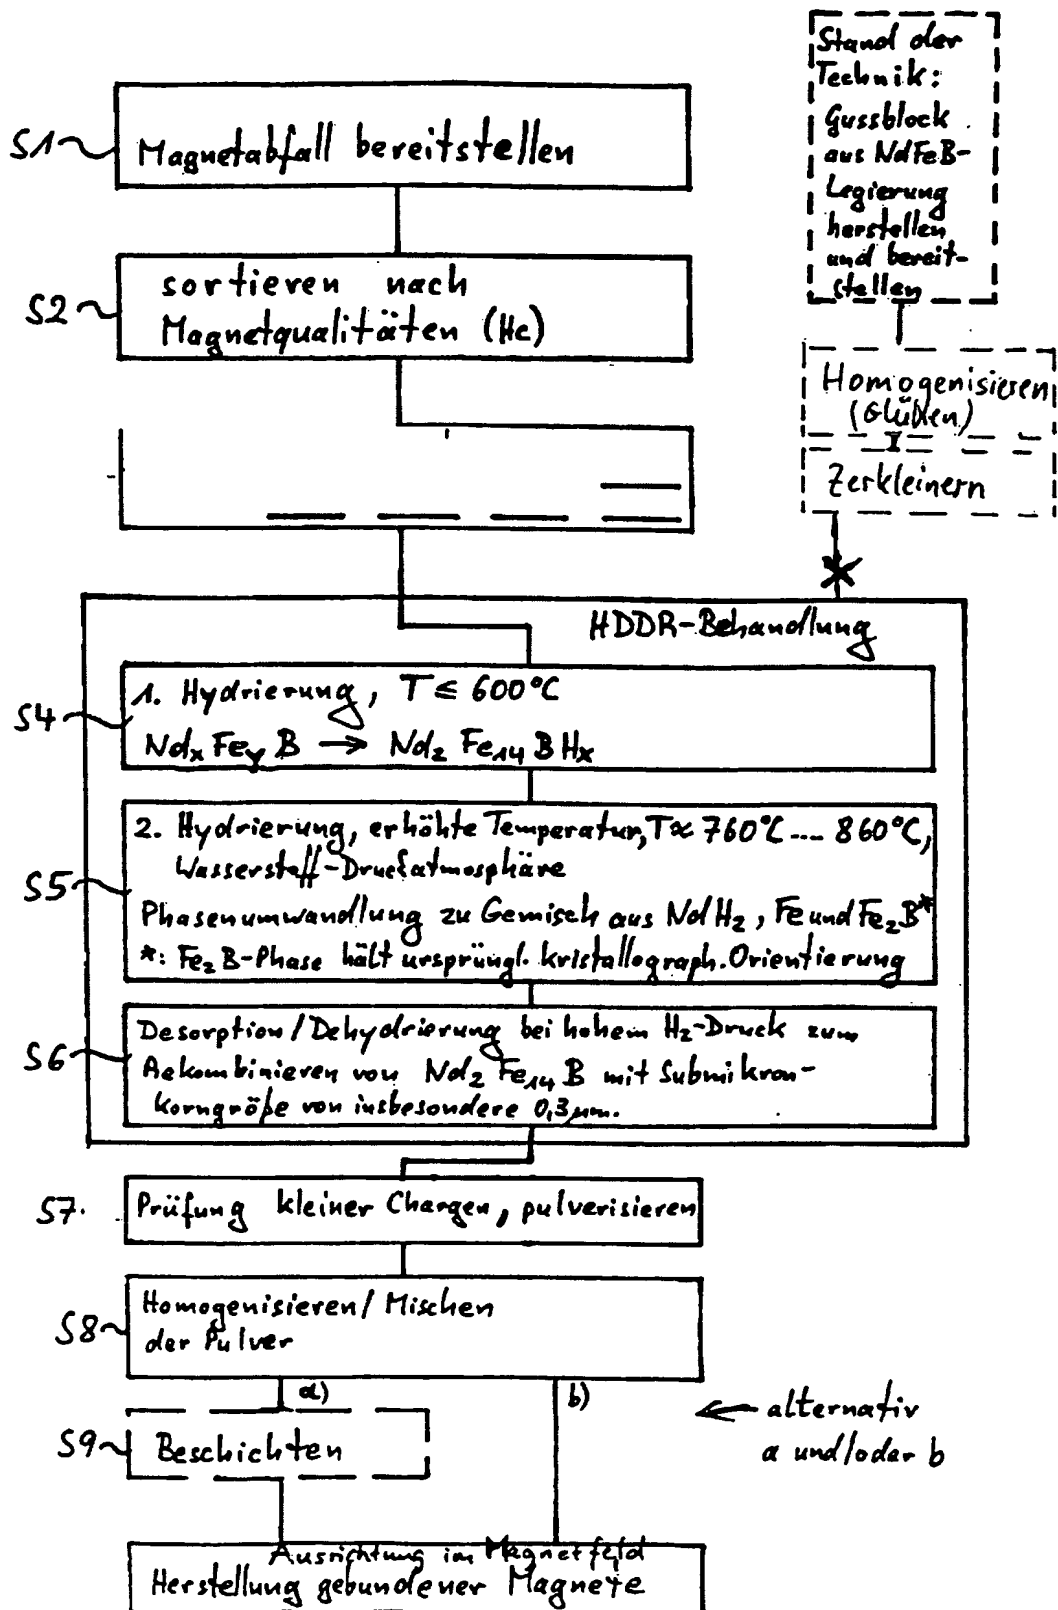 Stand der
Technik:
Gussblock
aus NdFeB-
Legierung
herstellen
und bereit-
stellen
S1
Magnetabfall bereitstellen
S2
sortieren nach
Magnetqualitäten (Hc)
Homogenisieren
(Glühen)
Zerkleinern
HDDR-Behandlung
S4
1. Hydrierung, T ≤ 600°C
NdxFeyB → Nd2 Fe14 B Hx
S5
2. Hydrierung, erhöhte Temperatur, T ≈ 760°C .... 860°C,
Wasserstoff-Druckatmosphäre
Phasenumwandlung zu Gemisch aus NdH2, Fe und Fe2B*
*: Fe2 B-Phase hält ursprüngl. kristallograph. Orientierung
S6
Desorption/Dehydrierung bei hohem H2-Druck zum
Rekombinieren von Nd2 Fe14 B mit Submikron-
Korngröße von insbesondere 0,3 µm.
S7
Prüfung kleiner Chargen, pulverisieren
S8
Homogenisieren/ Mischen
der Pulver
a)
b)
← alternativ
a und/oder b
S9
Beschichten
Ausrichtung im Magnetfeld
Herstellung gebundener Magnete